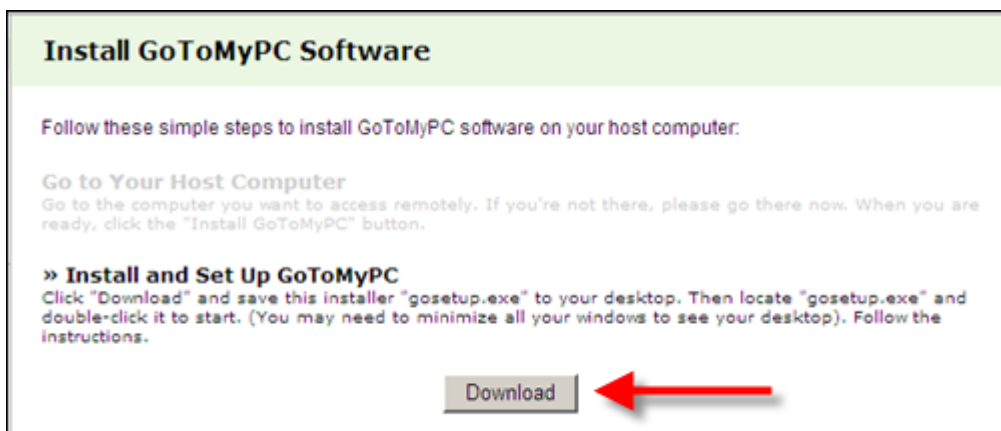 Install GoToMyPC Software
Follow these simple steps to install GoToMyPC software on your host computer:
Go to Your Host Computer
Go to the computer you want to access remotely. If you're not there, please go there now. When you are
ready, click the "Install GoToMyPC" button.
» Install and Set Up GoToMyPC
Click "Download" and save this installer "gosetup.exe" to your desktop. Then locate "gosetup.exe" and
double-click it to start. (You may need to minimize all your windows to see your desktop). Follow the
instructions.
Download